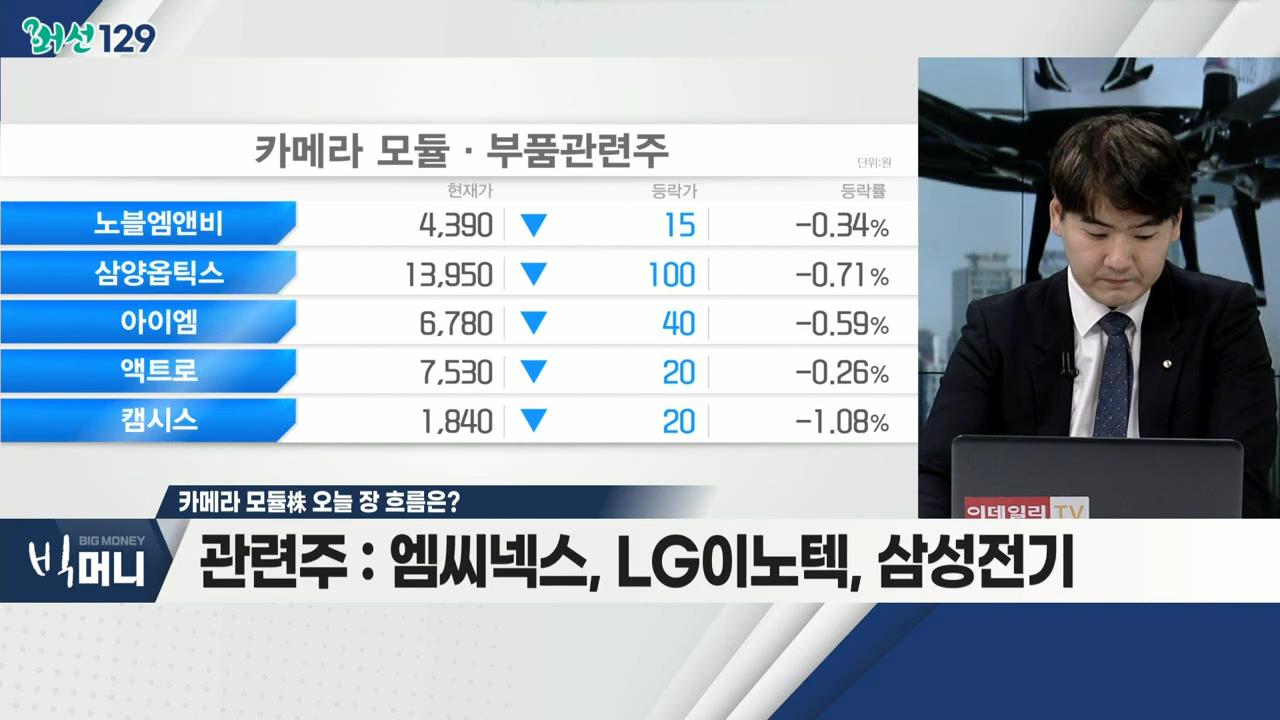 머선129
카메라 모듈 · 부품관련주
단위:원
현재가 등락가 등락률
노블엠앤비 4,390 ▼ 15 -0.34%
삼양옵틱스 13,950 ▼ 100 -0.71%
아이엠 6,780 ▼ 40 -0.59%
액트로 7,530 ▼ 20 -0.26%
캠시스 1,840 ▼ 20 -1.08%
이데일리 TV
카메라 모듈株 오늘 장 흐름은?
BIG MONEY
빅머니
관련주 : 엠씨넥스, LG이노텍, 삼성전기